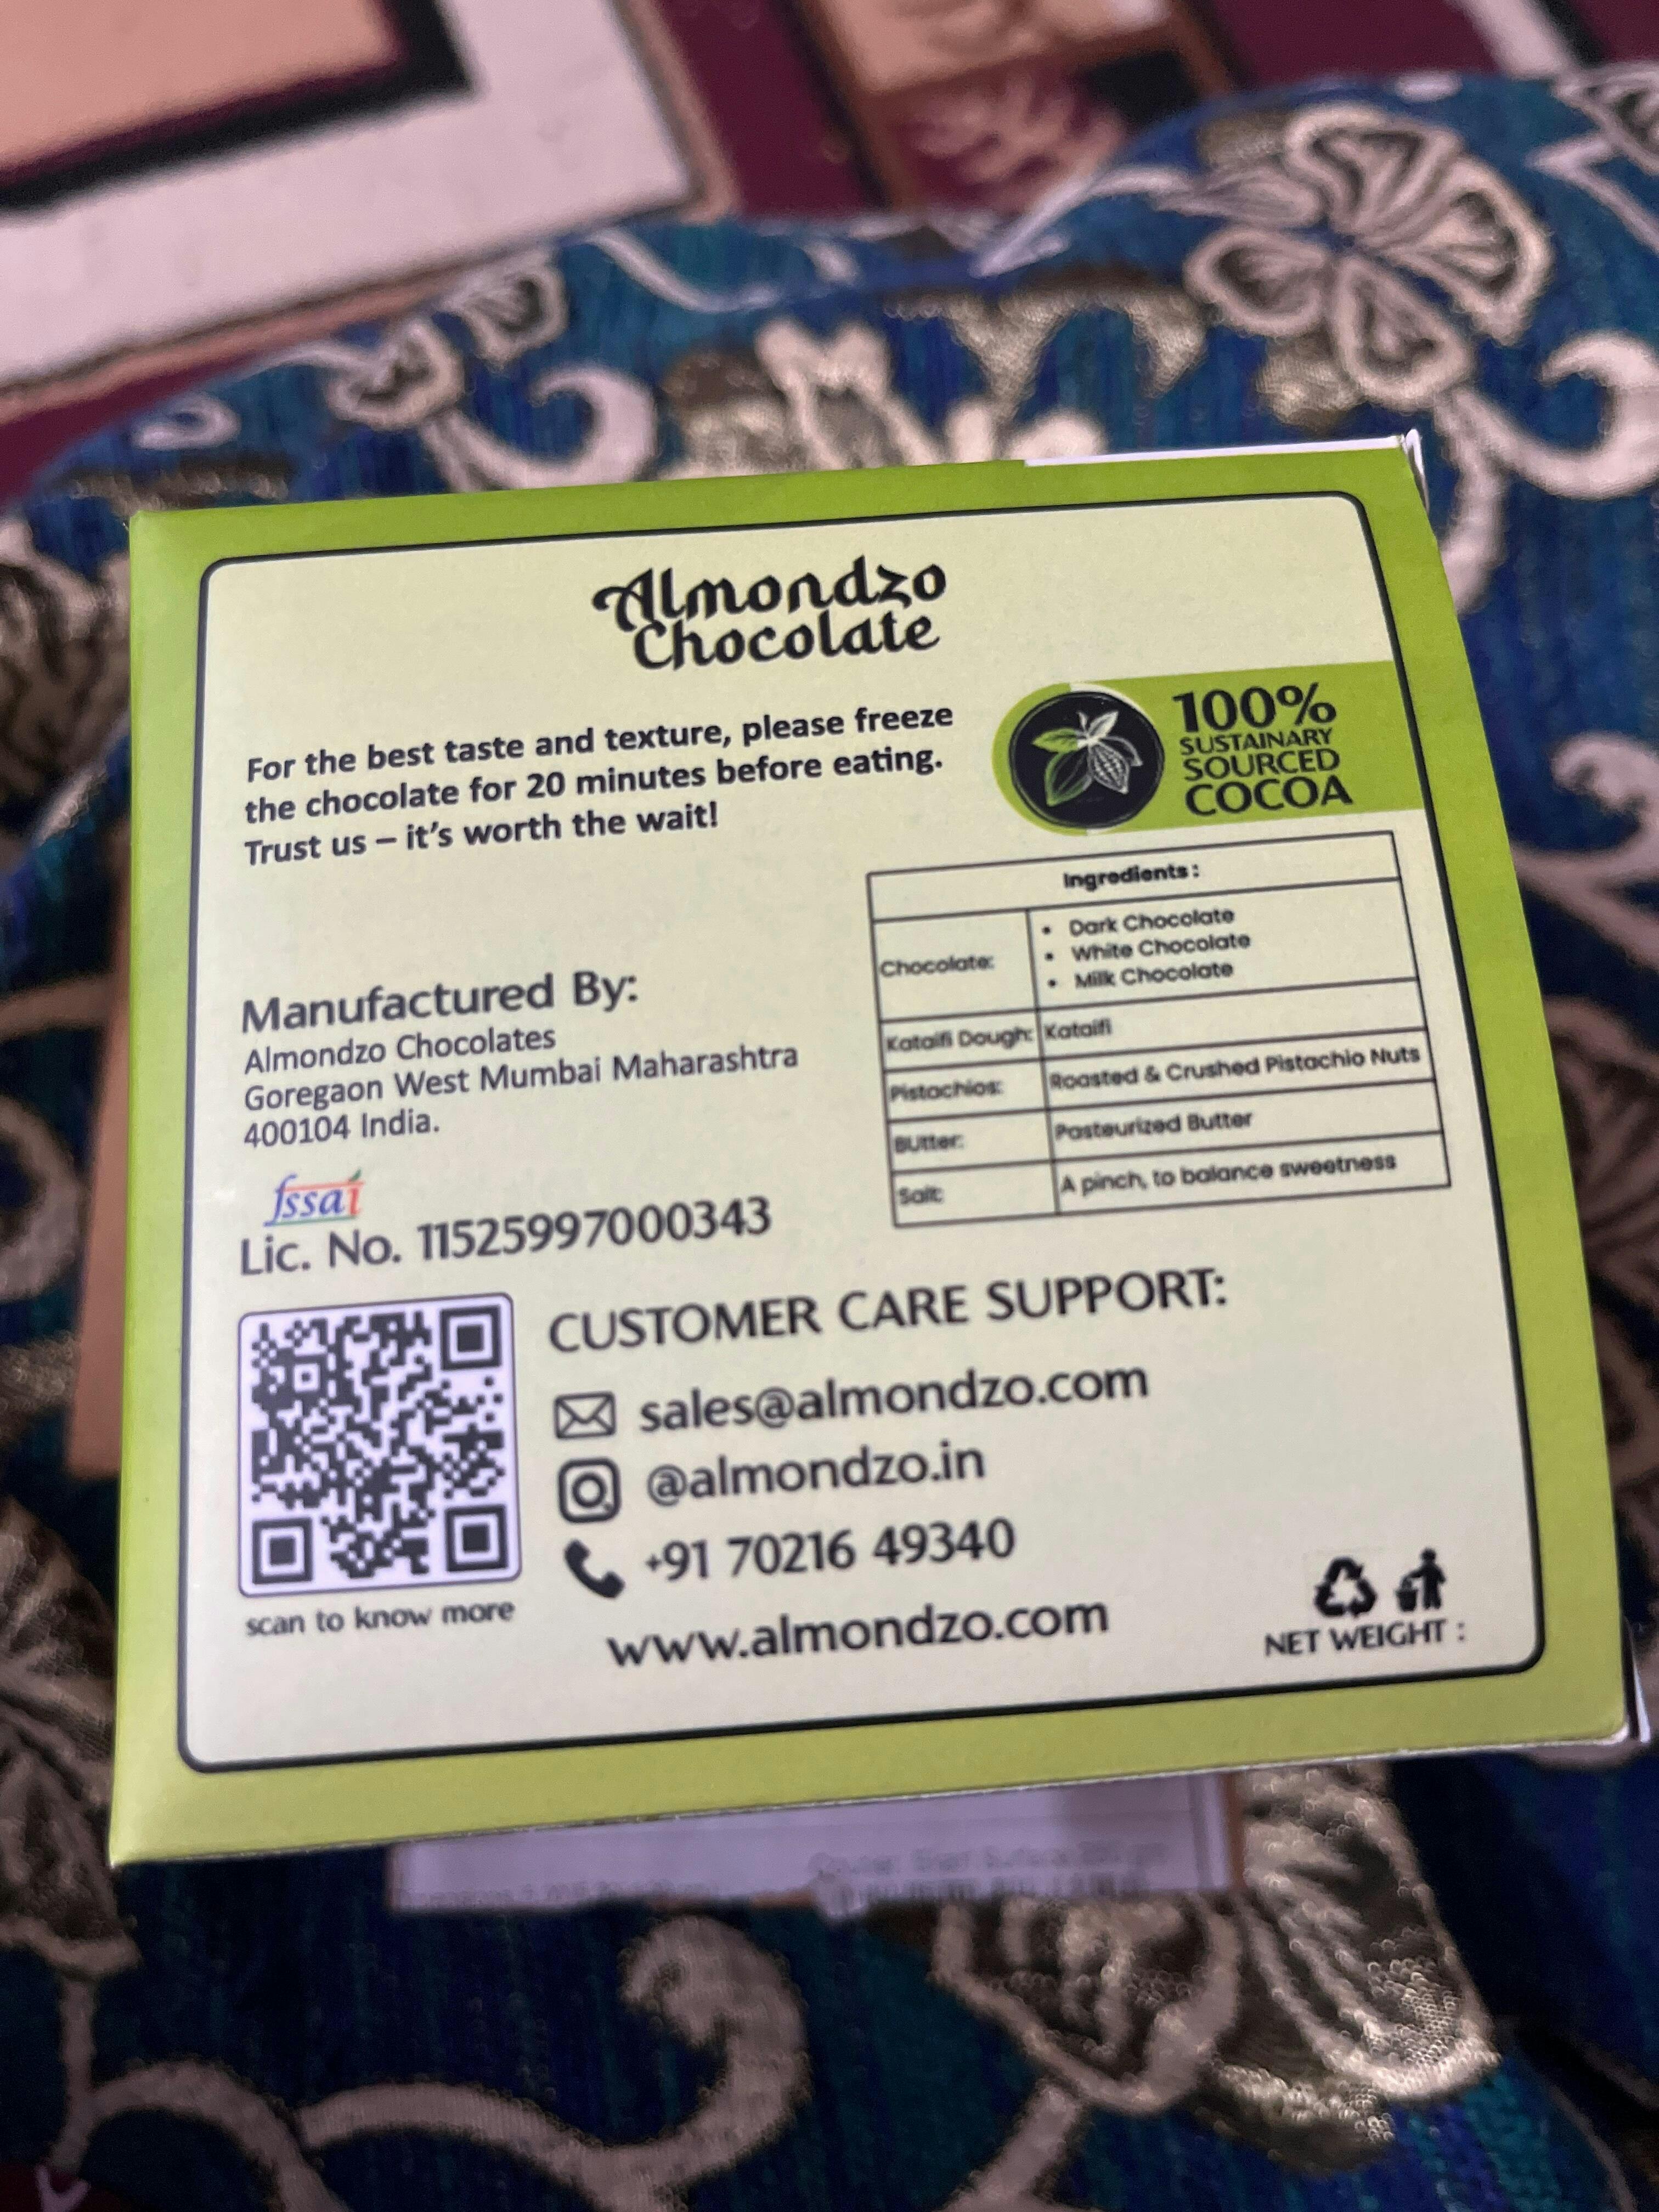 Almondzo
Chocolate
For the best taste and texture, please freeze
the chocolate for 20 minutes before eating.
Trust us – it's worth the wait!
100%
SUSTAINARY
SOURCED
COCOA
Ingredients :
Chocolate:
• Dark Chocolate
• White Chocolate
• Milk Chocolate
Kataifi Dough: Kataifi
Pistachios: Roasted & Crushed Pistachio Nuts
BUtter: Pasteurized Butter
Salt: A pinch, to balance sweetness
Manufactured By:
Almondzo Chocolates
Goregaon West Mumbai Maharashtra
400104 India.
fssai
Lic. No. 11525997000343
scan to know more
CUSTOMER CARE SUPPORT:
sales@almondzo.com
@almondzo.in
+91 70216 49340
www.almondzo.com
NET WEIGHT :